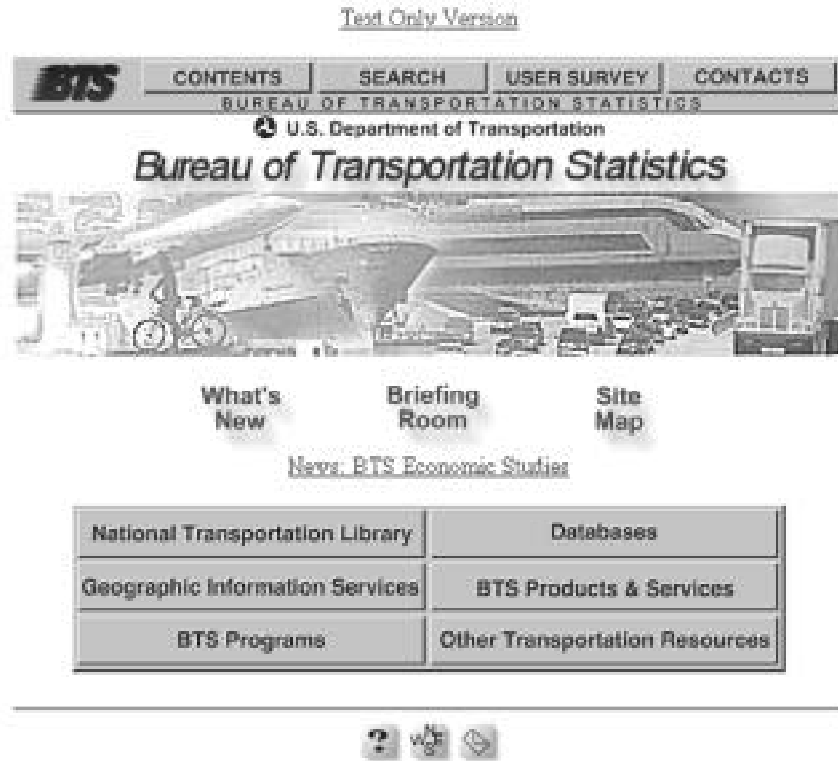 Text Only Version
BTS CONTENTS SEARCH USER SURVEY CONTACTS
BUREAU OF TRANSPORTATION STATISTICS
U.S. Department of Transportation
Bureau of Transportation Statistics
What's New
Briefing Room
Site Map
News: BTS Economic Studies
National Transportation Library
Databases
Geographic Information Services
BTS Products & Services
BTS Programs
Other Transportation Resources
?